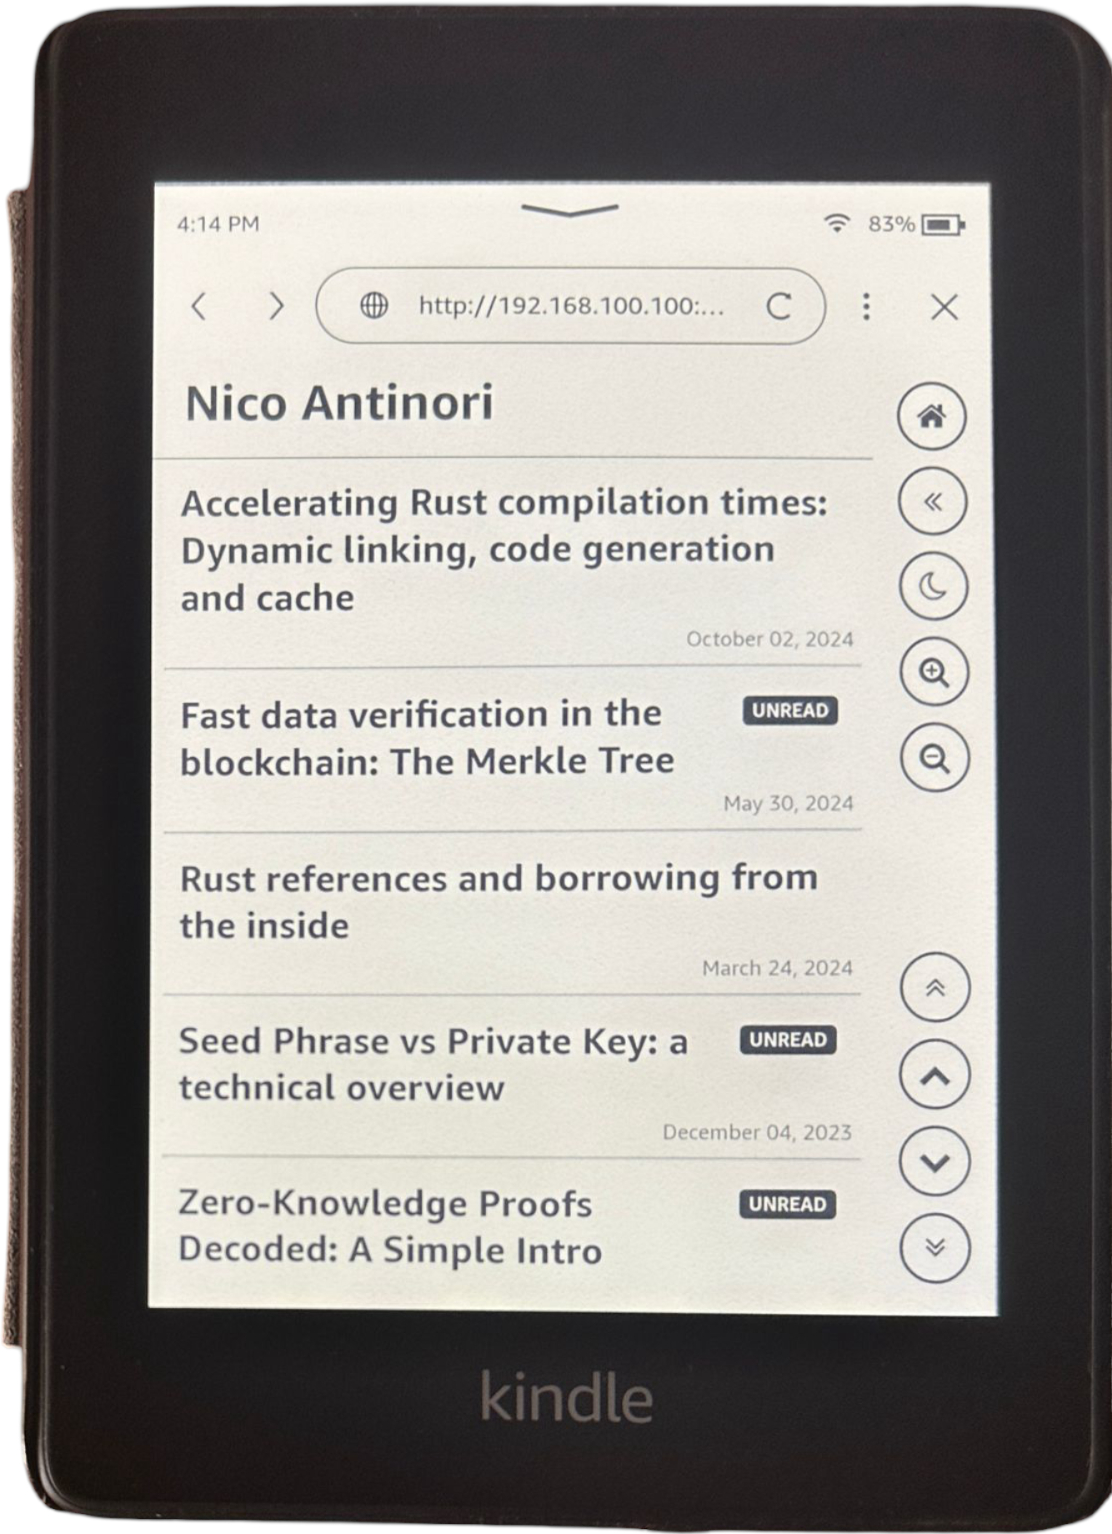 4:14 PM
83%
http://192.168.100.100:...
Nico Antinori
Accelerating Rust compilation times:
Dynamic linking, code generation
and cache
October 02, 2024
Fast data verification in the
UNREAD
blockchain: The Merkle Tree
May 30, 2024
Rust references and borrowing from
the inside
March 24, 2024
Seed Phrase vs Private Key: a
UNREAD
technical overview
December 04, 2023
Zero-Knowledge Proofs
UNREAD
Decoded: A Simple Intro
kindle